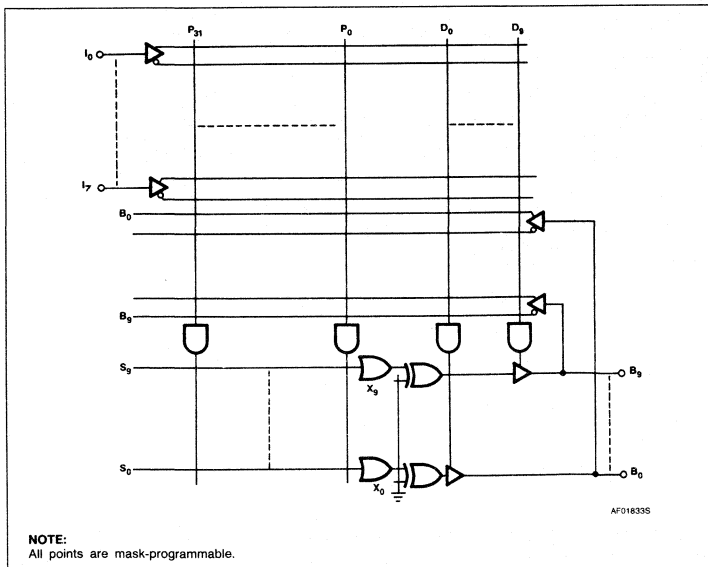 P31 P0 D0 D9
I0
I7
B0
B9
S9
X9
B9
S0
X0
B0
AF01833S
NOTE:
All points are mask-programmable.